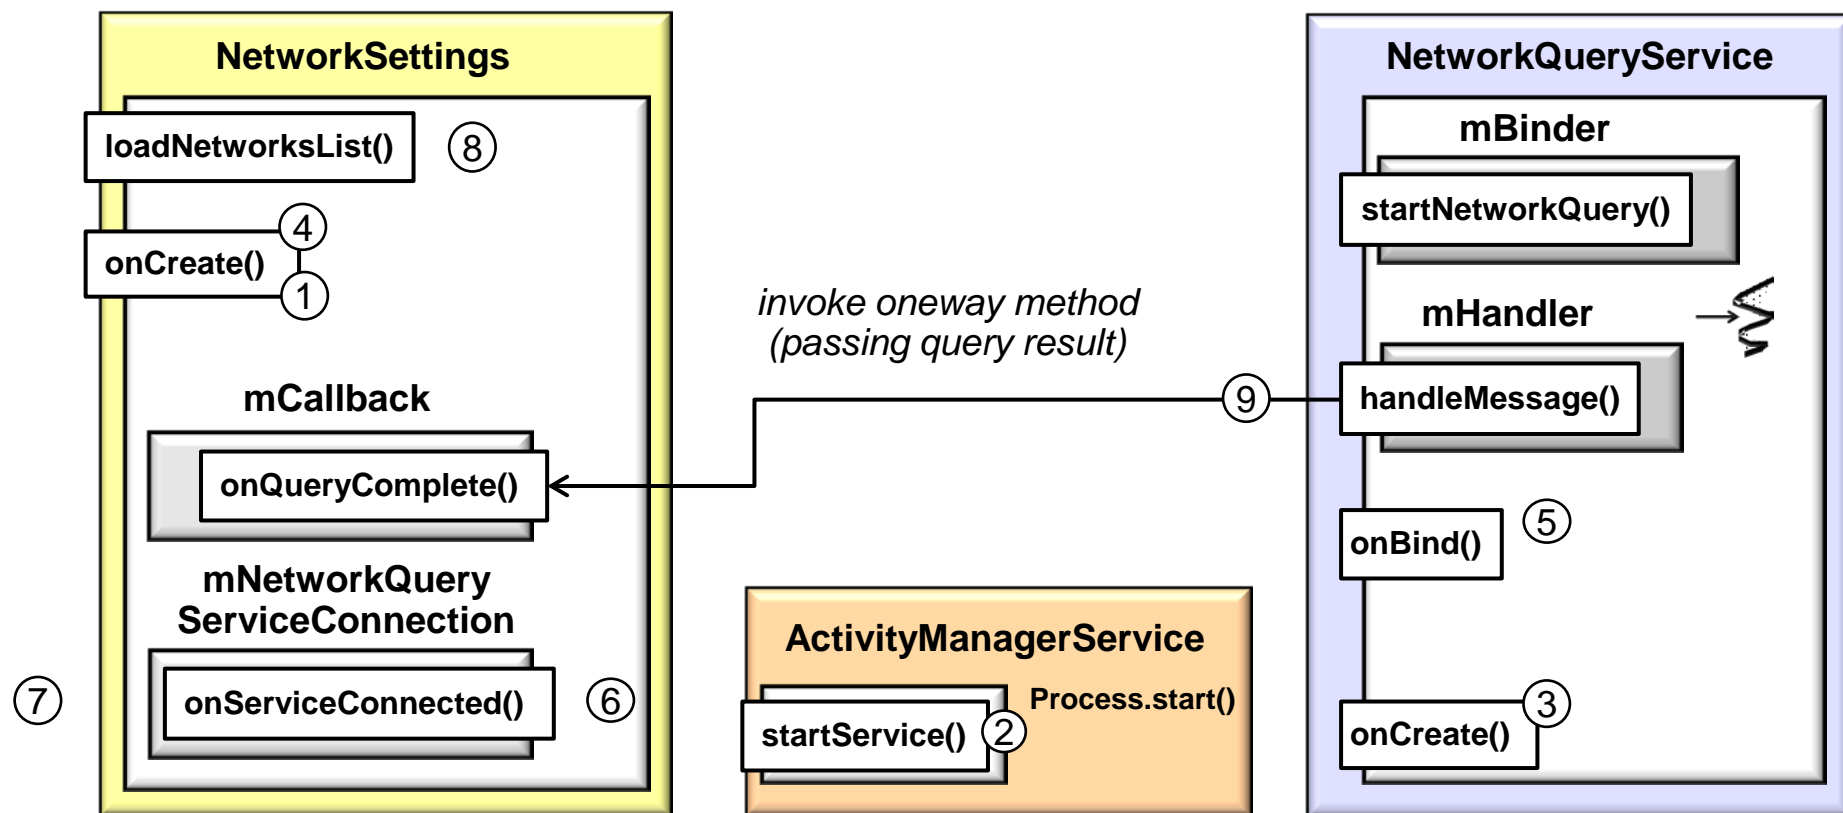 NetworkSettings
loadNetworksList()
8
4
onCreate()
1
mCallback
onQueryComplete()
mNetworkQuery
ServiceConnection
7
onServiceConnected()
6
invoke oneway method
(passing query result)
9
ActivityManagerService
Process.start()
startService()
2
NetworkQueryService
mBinder
startNetworkQuery()
mHandler
handleMessage()
onBind()
5
3
onCreate()